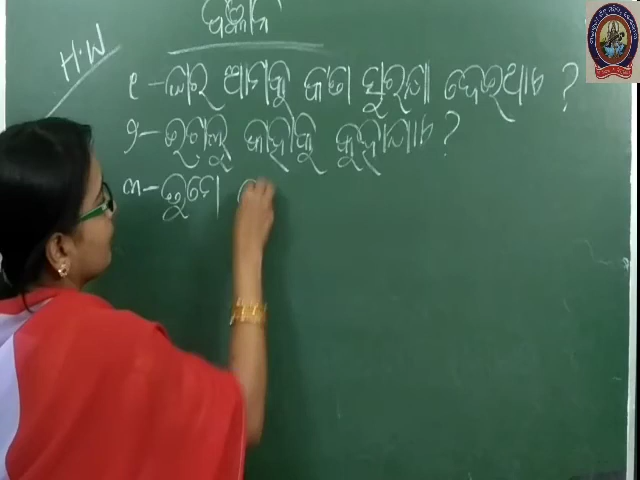 H.W
୧ - ଘର ଆମକୁ କଣ ସୁରକ୍ଷା ଦେଇଥାଏ ?
୨ - ଇଗଲୁ କାହାକୁ କୁହାଯାଏ ?
୩ -